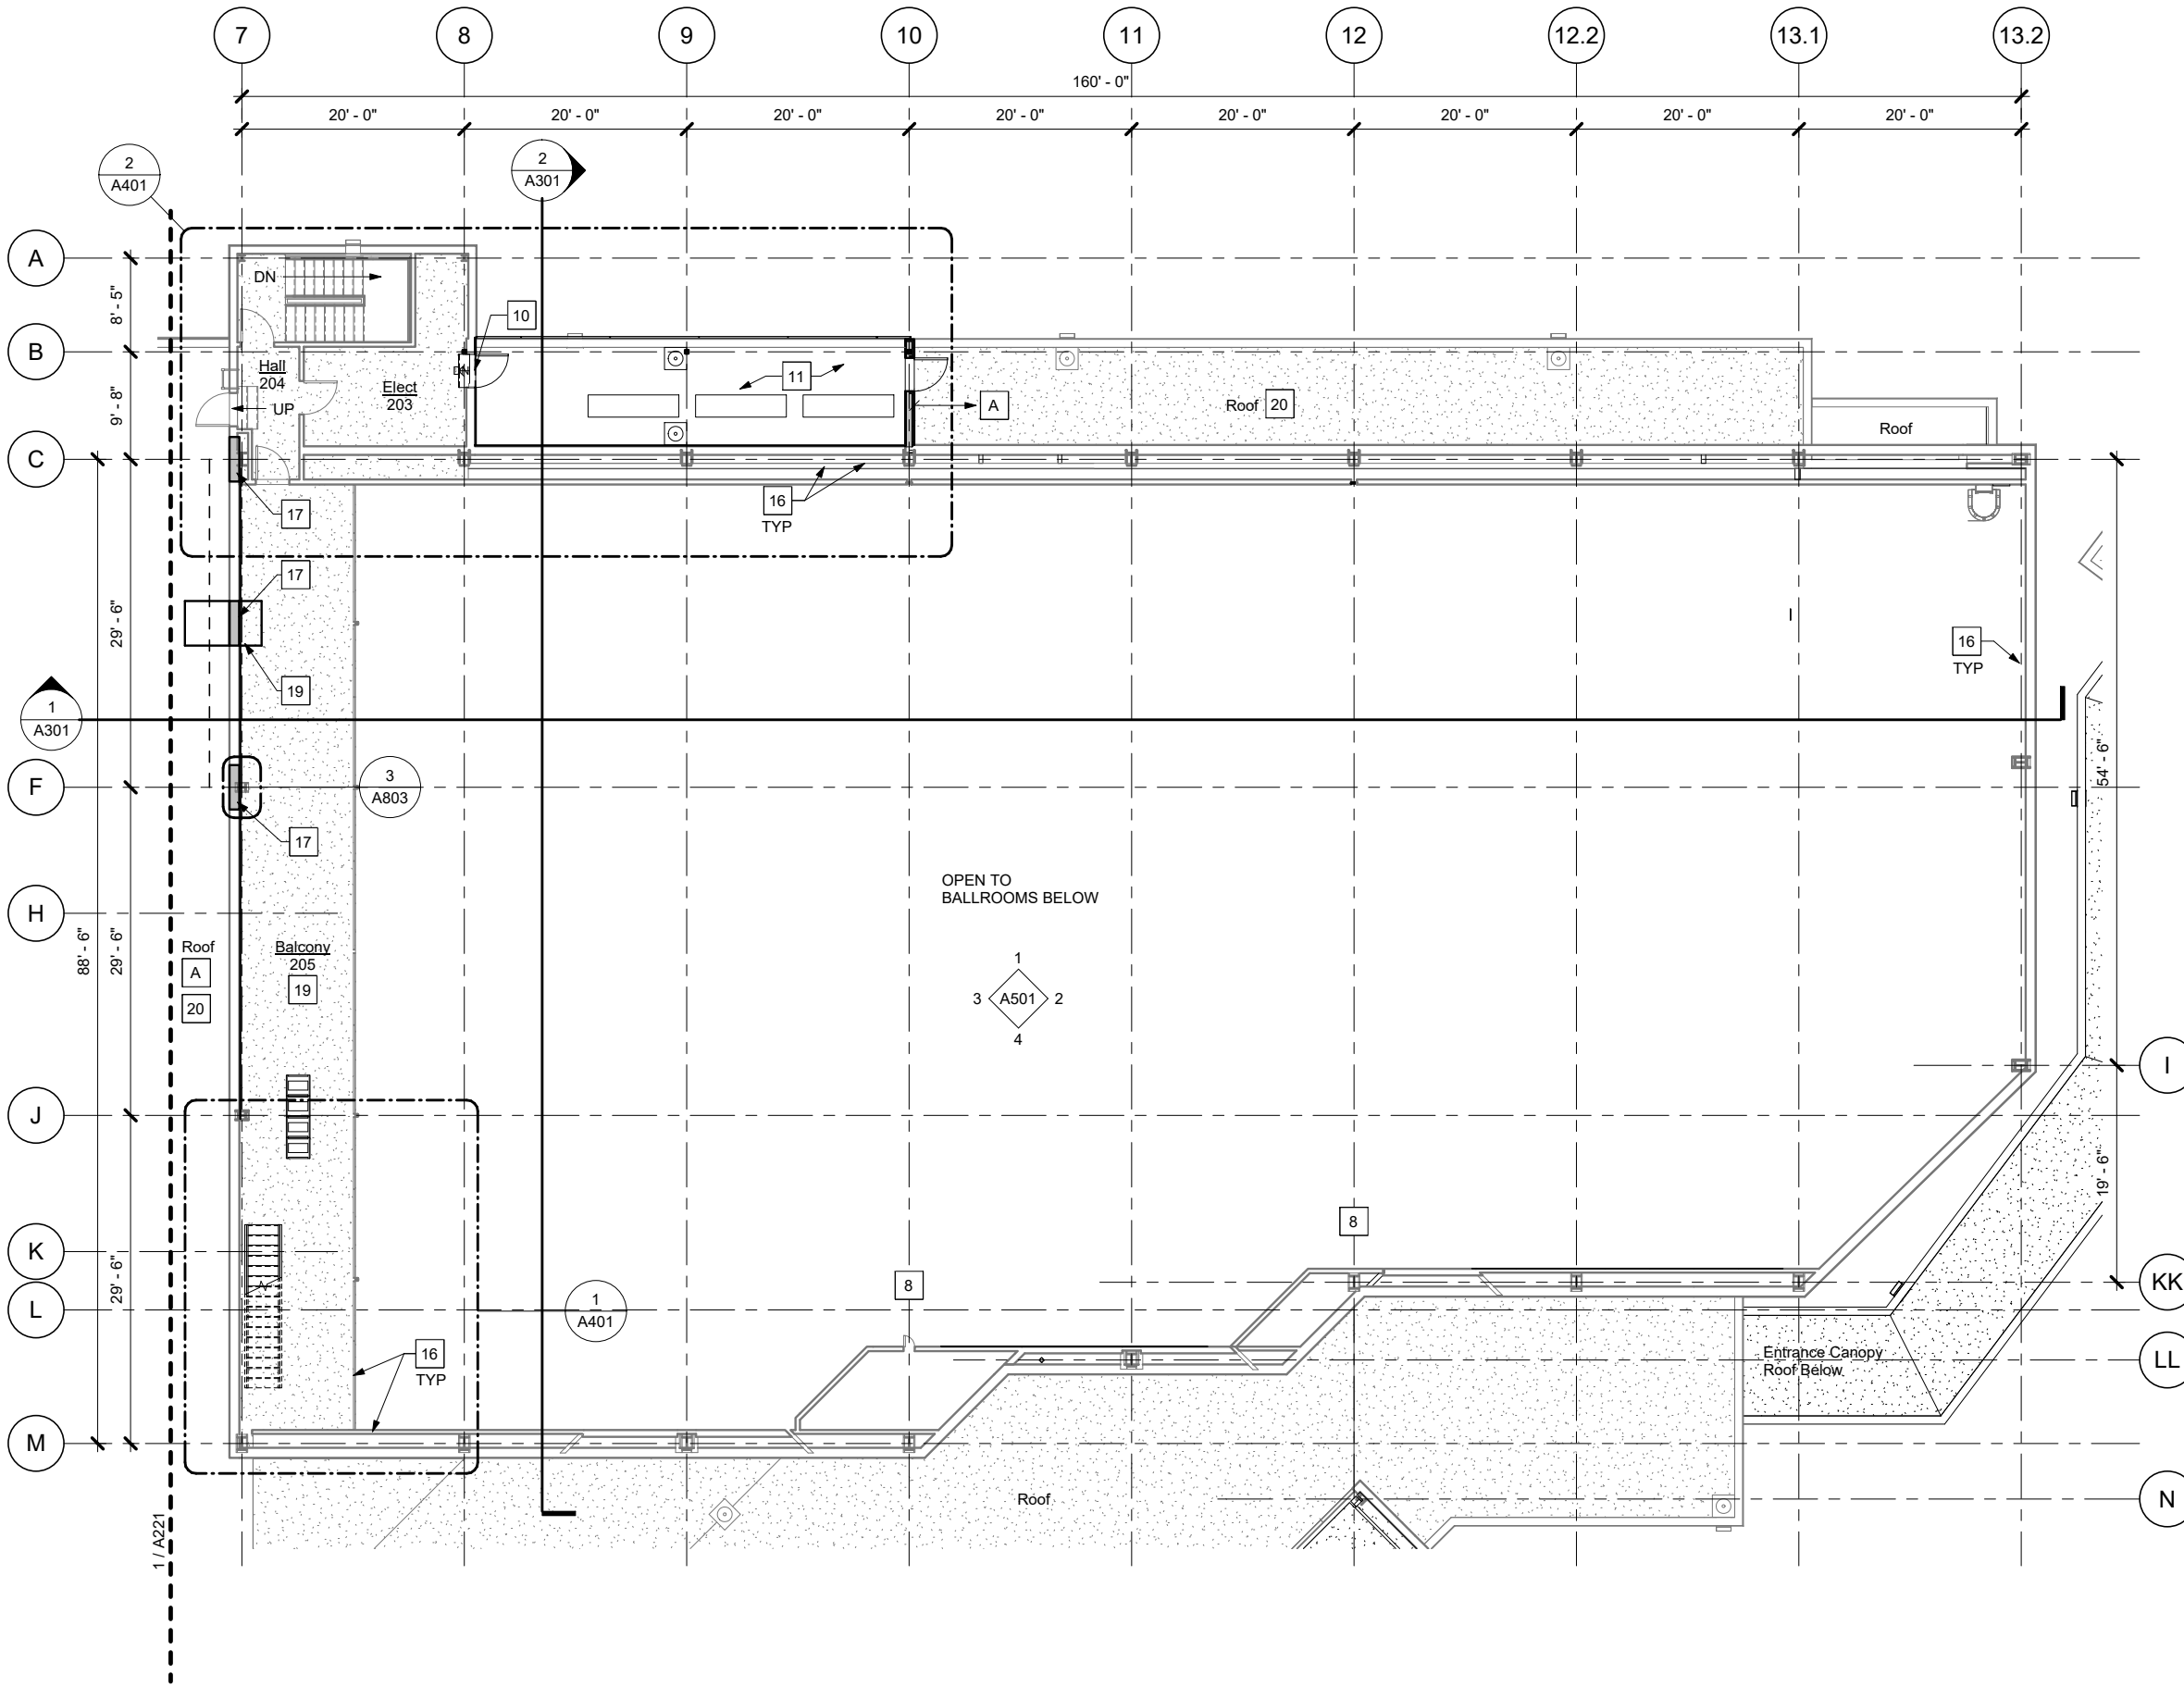 7 8 9 10 11 12 12.2 13.1 13.2
160' - 0"
20' - 0" 20' - 0" 20' - 0" 20' - 0" 20' - 0" 20' - 0" 20' - 0" 20' - 0"
2
A401
2
A301
A
8' - 5"
DN
10
B
9' - 8"
Hall
204
UP
Elect
203
DN
11
A
Roof 20
Roof
C
17
16
TYP
17
29' - 6"
19
16
TYP
1
A301
54' - 6"
F
3
A803
17
OPEN TO
BALLROOMS BELOW
H
88' - 6"
29' - 6"
Roof
A
20
Balcony
205
19
1
3 A501 2
4
I
J
19' - 6"
8
K
29' - 6"
8
KK
L
1
A401
16
TYP
Entrance Canopy
Roof Below
LL
M
Roof
N
1 / A221